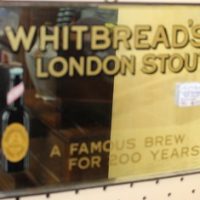 WHITBREAD'S
LONDON STOUT
A FAMOUS BREW
FOR 200 YEARS